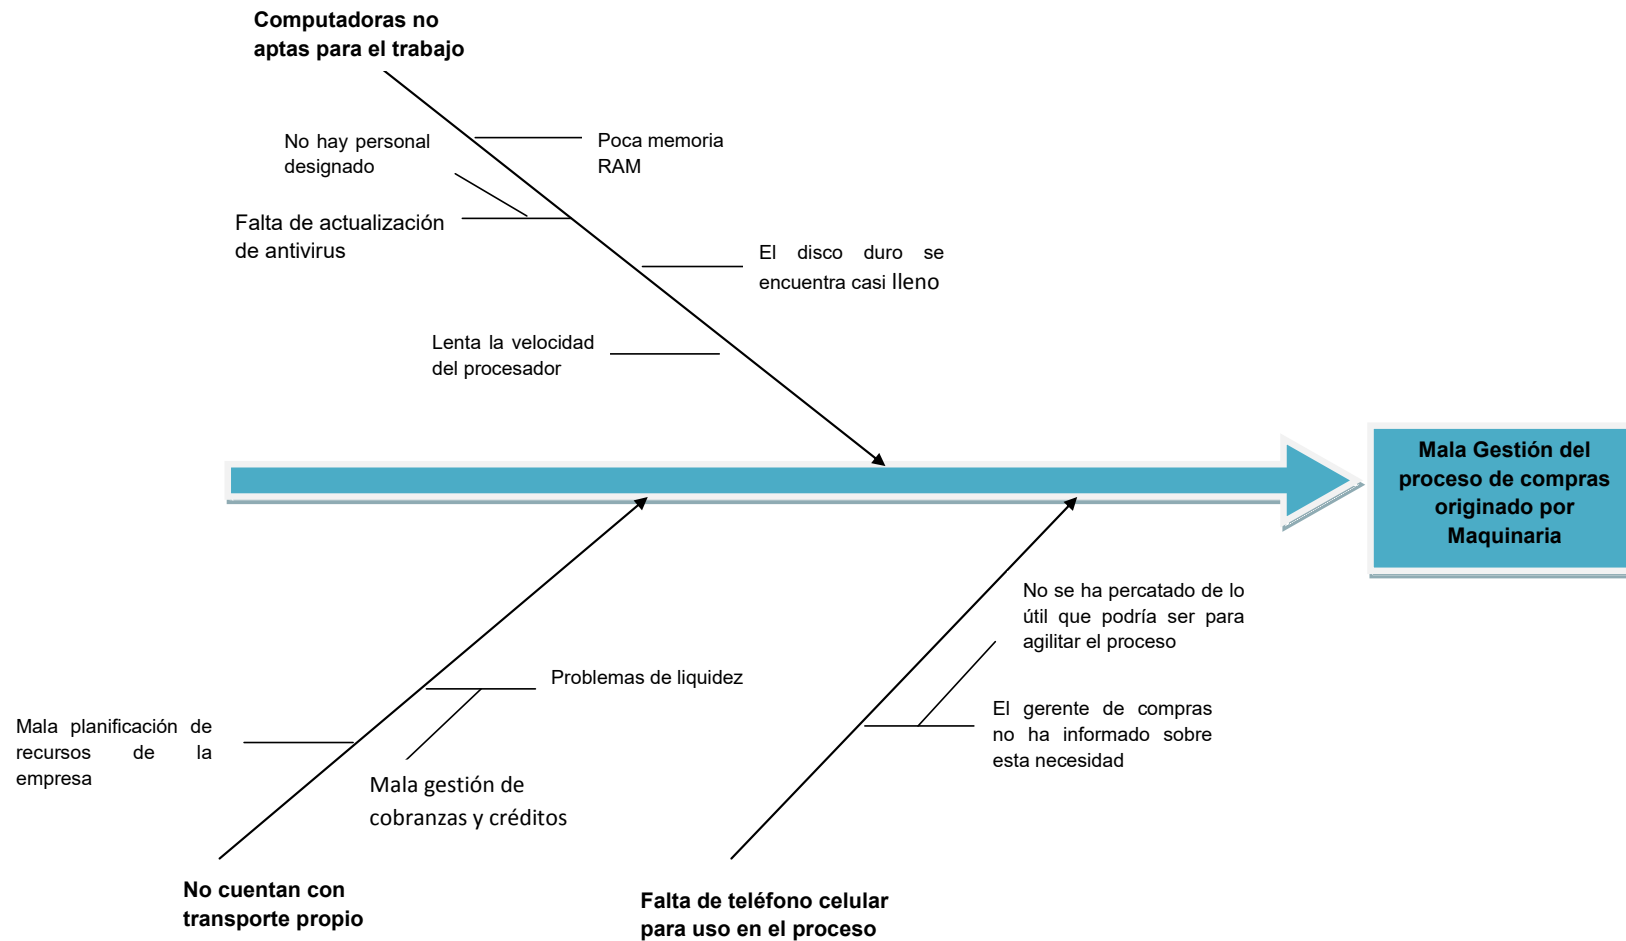 Computadoras no
aptas para el trabajo
No hay personal
designado
Poca memoria
RAM
Falta de actualización
de antivirus
El disco duro se
encuentra casi lleno
Lenta la velocidad
del procesador
Mala Gestión del
proceso de compras
originado por
Maquinaria
No se ha percatado de lo
útil que podría ser para
agilitar el proceso
Problemas de liquidez
El gerente de compras
no ha informado sobre
esta necesidad
Mala planificación de
recursos de la
empresa
Mala gestión de
cobranzas y créditos
No cuentan con
transporte propio
Falta de teléfono celular
para uso en el proceso